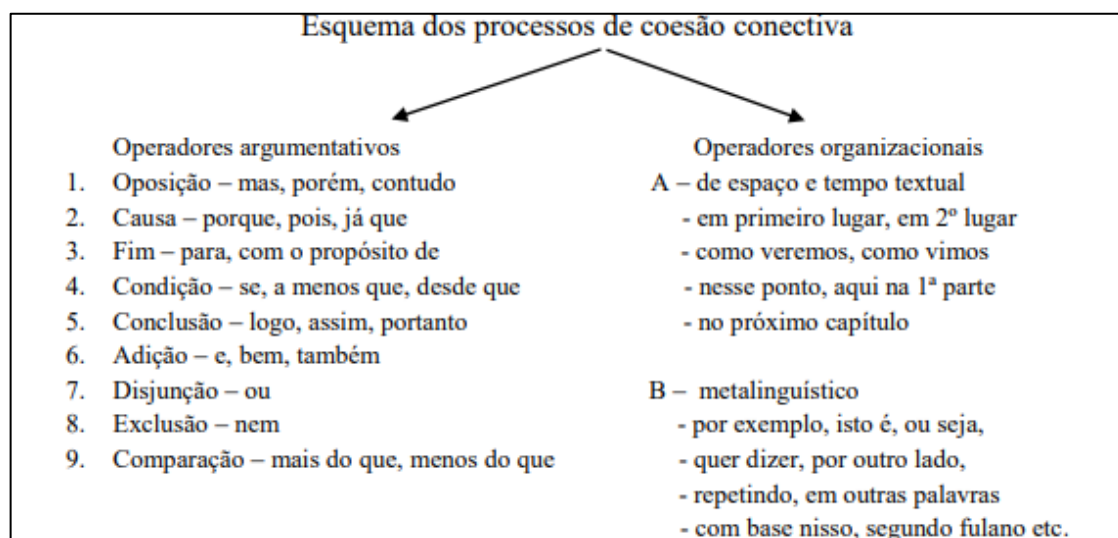 Esquema dos processos de coesão conectiva
Operadores argumentativos
1. Oposição – mas, porém, contudo
2. Causa – porque, pois, já que
3. Fim – para, com o propósito de
4. Condição – se, a menos que, desde que
5. Conclusão – logo, assim, portanto
6. Adição – e, bem, também
7. Disjunção – ou
8. Exclusão – nem
9. Comparação – mais do que, menos do que
Operadores organizacionais
A – de espaço e tempo textual
- em primeiro lugar, em 2º lugar
- como veremos, como vimos
- nesse ponto, aqui na 1ª parte
- no próximo capítulo
B – metalinguístico
- por exemplo, isto é, ou seja,
- quer dizer, por outro lado,
- repetindo, em outras palavras
- com base nisso, segundo fulano etc.